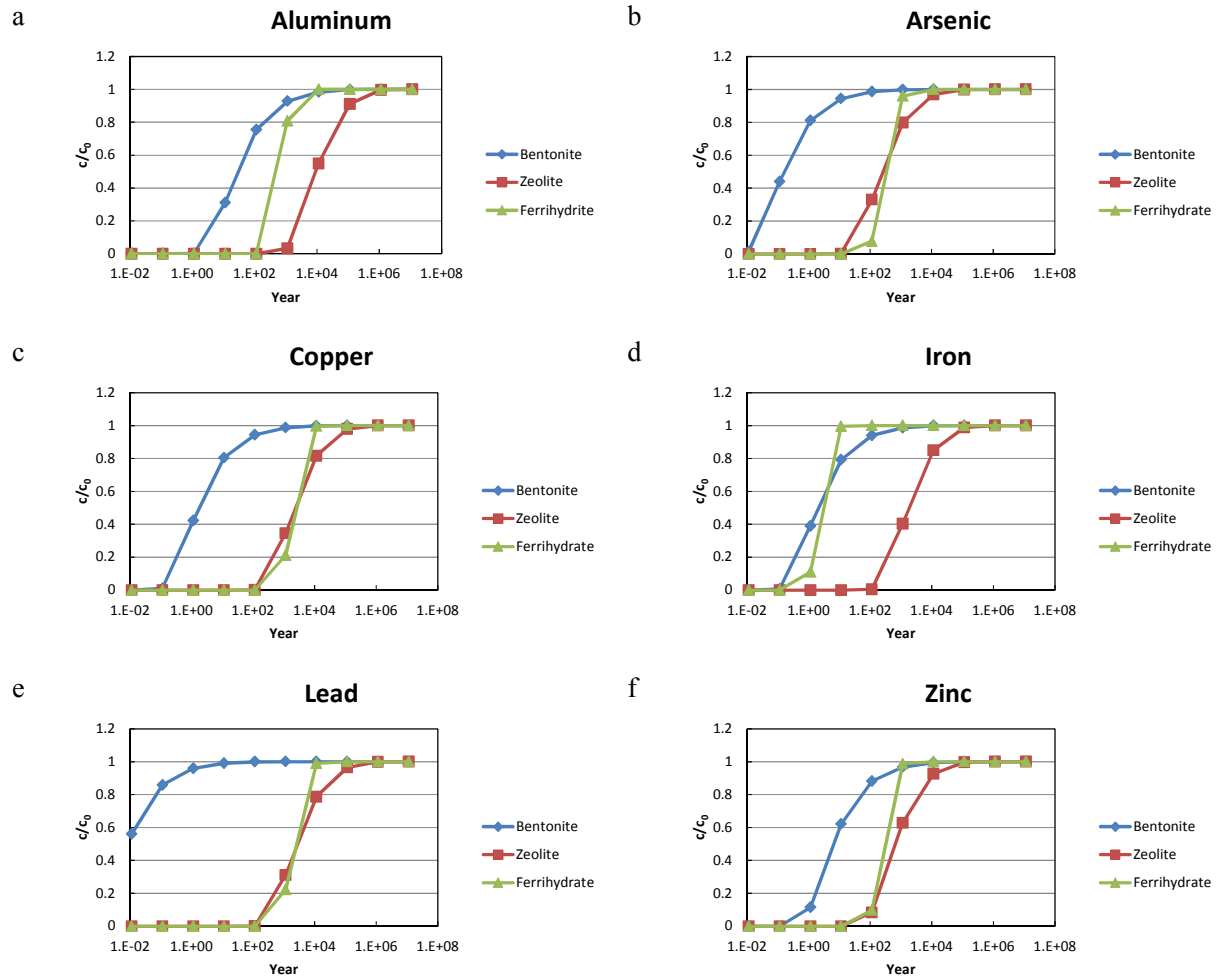 a
Aluminum
1.2
1
0.8
0.6
0.4
0.2
0
c/c0
1.E-02 1.E+00 1.E+02 1.E+04 1.E+06 1.E+08
Year
Bentonite
Zeolite
Ferrihydrite
b
Arsenic
1.2
1
0.8
0.6
0.4
0.2
0
c/c0
1.E-02 1.E+00 1.E+02 1.E+04 1.E+06 1.E+08
Year
Bentonite
Zeolite
Ferrihydrate
c
Copper
1.2
1
0.8
0.6
0.4
0.2
0
c/c0
1.E-02 1.E+00 1.E+02 1.E+04 1.E+06 1.E+08
Year
Bentonite
Zeolite
Ferrihydrate
d
Iron
1.2
1
0.8
0.6
0.4
0.2
0
c/c0
1.E-02 1.E+00 1.E+02 1.E+04 1.E+06 1.E+08
Year
Bentonite
Zeolite
Ferrihydrate
e
Lead
1.2
1
0.8
0.6
0.4
0.2
0
c/c0
1.E-02 1.E+00 1.E+02 1.E+04 1.E+06 1.E+08
Year
Bentonite
Zeolite
Ferrihydrate
f
Zinc
1.2
1
0.8
0.6
0.4
0.2
0
c/c0
1.E-02 1.E+00 1.E+02 1.E+04 1.E+06 1.E+08
Year
Bentonite
Zeolite
Ferrihydrate